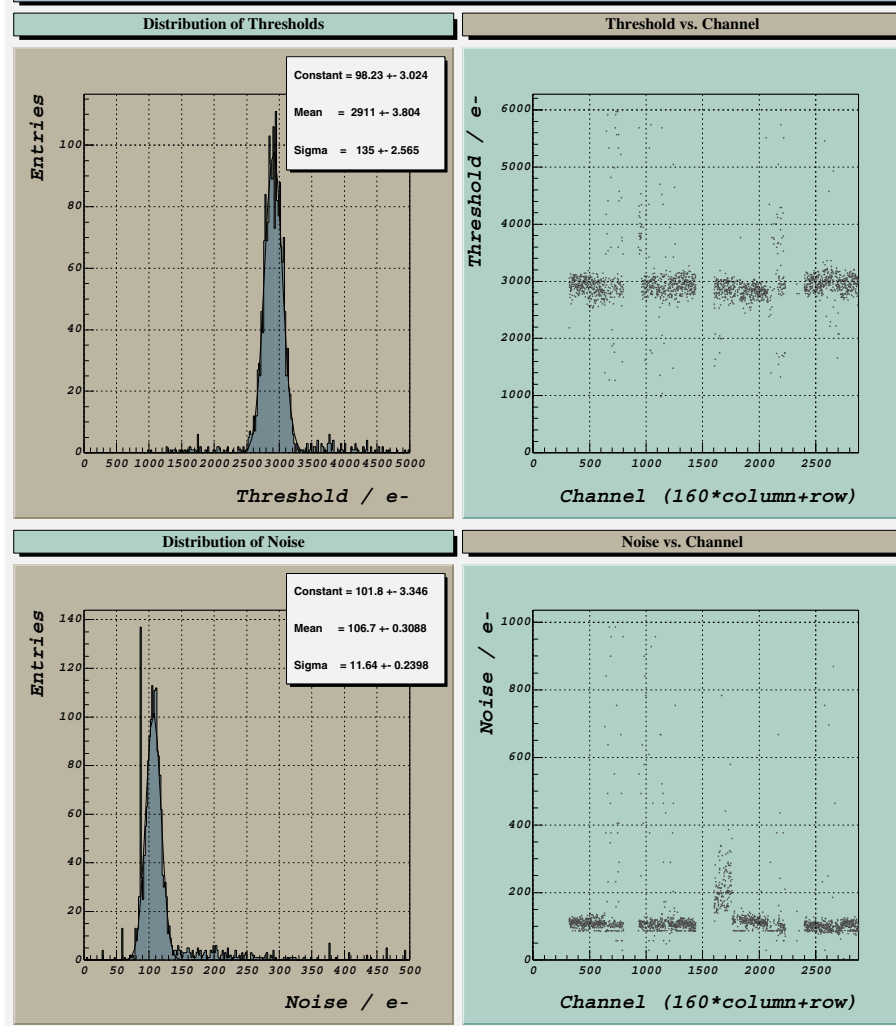 Distribution of Thresholds
Constant = 98.23 +- 3.024
Mean = 2911 +- 3.804
Sigma = 135 +- 2.565
Entries
100
80
60
40
20
0
0 500 1000 1500 2000 2500 3000 3500 4000 4500 5000
Threshold / e-
Threshold vs. Channel
Threshold / e-
6000
5000
4000
3000
2000
1000
0
0 500 1000 1500 2000 2500
Channel (160*column+row)
Distribution of Noise
Constant = 101.8 +- 3.346
Mean = 106.7 +- 0.3088
Sigma = 11.64 +- 0.2398
Entries
140
120
100
80
60
40
20
0
0 50 100 150 200 250 300 350 400 450 500
Noise / e-
Noise vs. Channel
Noise / e-
1000
800
600
400
200
0
0 500 1000 1500 2000 2500
Channel (160*column+row)